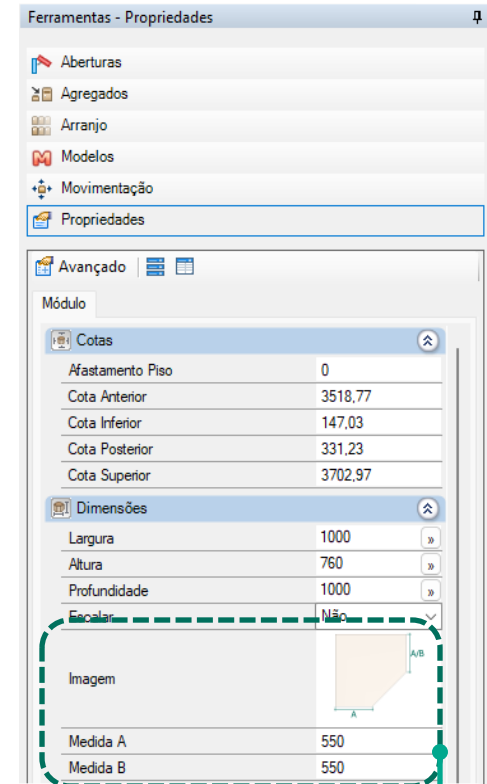 Ferramentas - Propriedades
Aberturas
Agregados
Arranjo
Modelos
Movimentação
Propriedades
Avançado
Módulo
Cotas
Afastamento Piso 0
Cota Anterior 3518,77
Cota Inferior 147,03
Cota Posterior 331,23
Cota Superior 3702,97
Dimensões
Largura 1000 »
Altura 760 »
Profundidade 1000 »
Escalar Não
A/B
Imagem
A
Medida A 550
Medida B 550